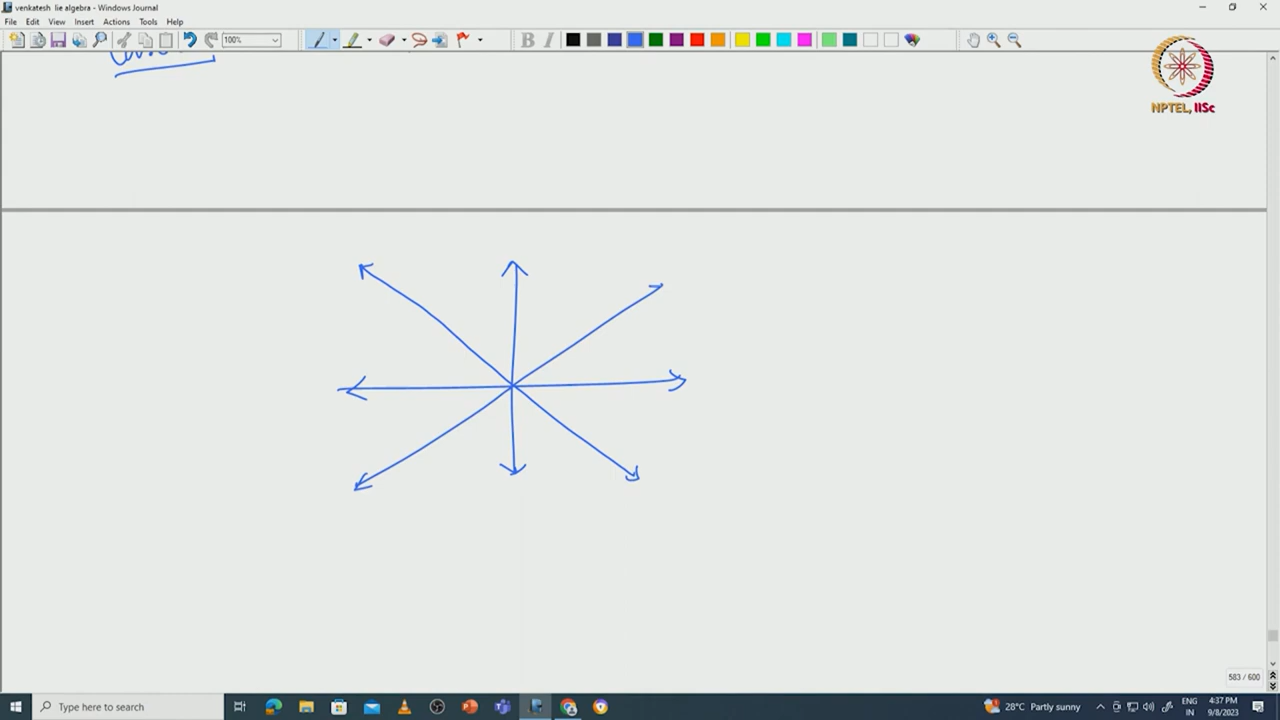 venkatesh lie algebra - Windows Journal
File Edit View Insert Actions Tools Help
100%
B I
NPTEL, IISc
583 / 600
Type here to search
28°C Partly sunny
ENG
IN
4:37 PM
9/8/2023